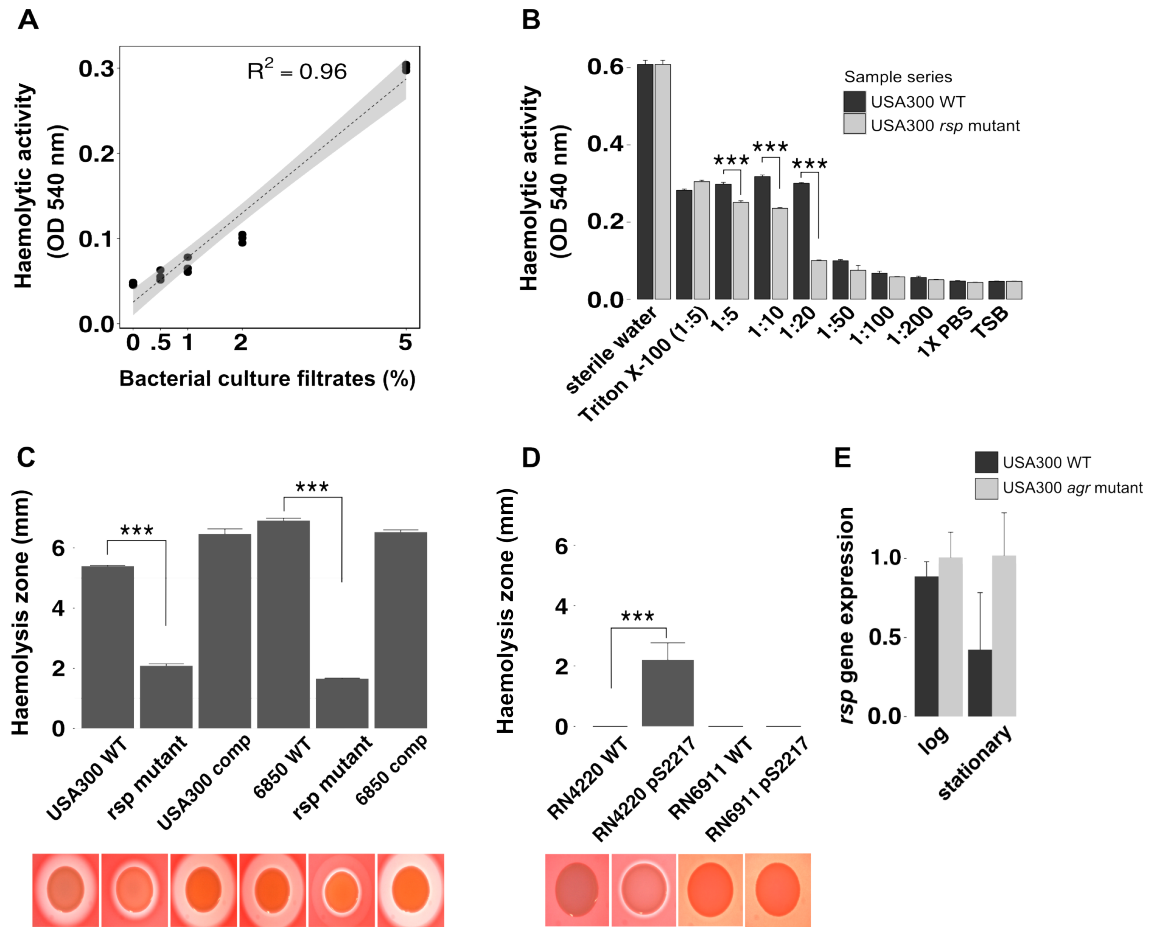 A
Haemolytic activity
(OD 540 nm)
R² = 0.96
0.3
0.2
0.1
0.0
0 .5 1 2 5
Bacterial culture filtrates (%)
B
Haemolytic activity
(OD 540 nm)
0.6
0.4
0.2
0.0
Sample series
USA300 WT
USA300 rsp mutant
***
***
***
sterile water
Triton X-100 (1:5)
1:5
1:10
1:20
1:50
1:100
1:200
1X PBS
TSB
C
Haemolysis zone (mm)
6
4
2
0
***
***
USA300 WT
rsp mutant
USA300 comp
6850 WT
rsp mutant
6850 comp
D
Haemolysis zone (mm)
6
4
2
0
***
RN4220 WT
RN4220 pS2217
RN6911 WT
RN6911 pS2217
E
USA300 WT
USA300 agr mutant
rsp gene expression
1.0
0.5
0.0
log
stationary